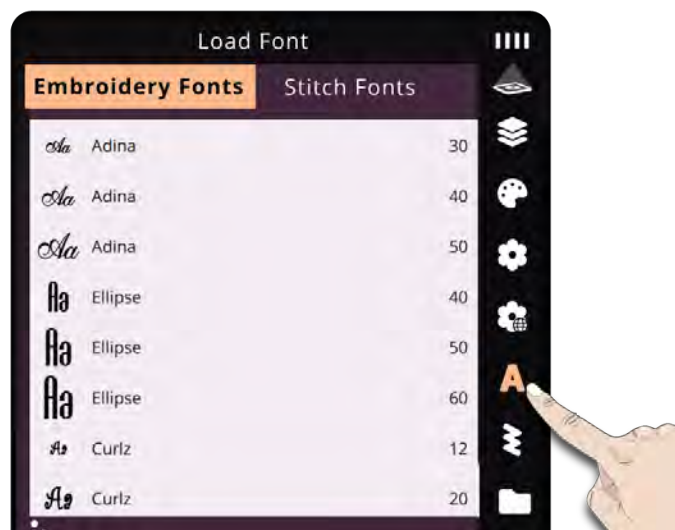 Load Font
Embroidery Fonts Stitch Fonts
Aa Adina 30
Aa Adina 40
Aa Adina 50
Aa Ellipse 40
Aa Ellipse 50
Aa Ellipse 60
Aa Curlz 12
Aa Curlz 20
A